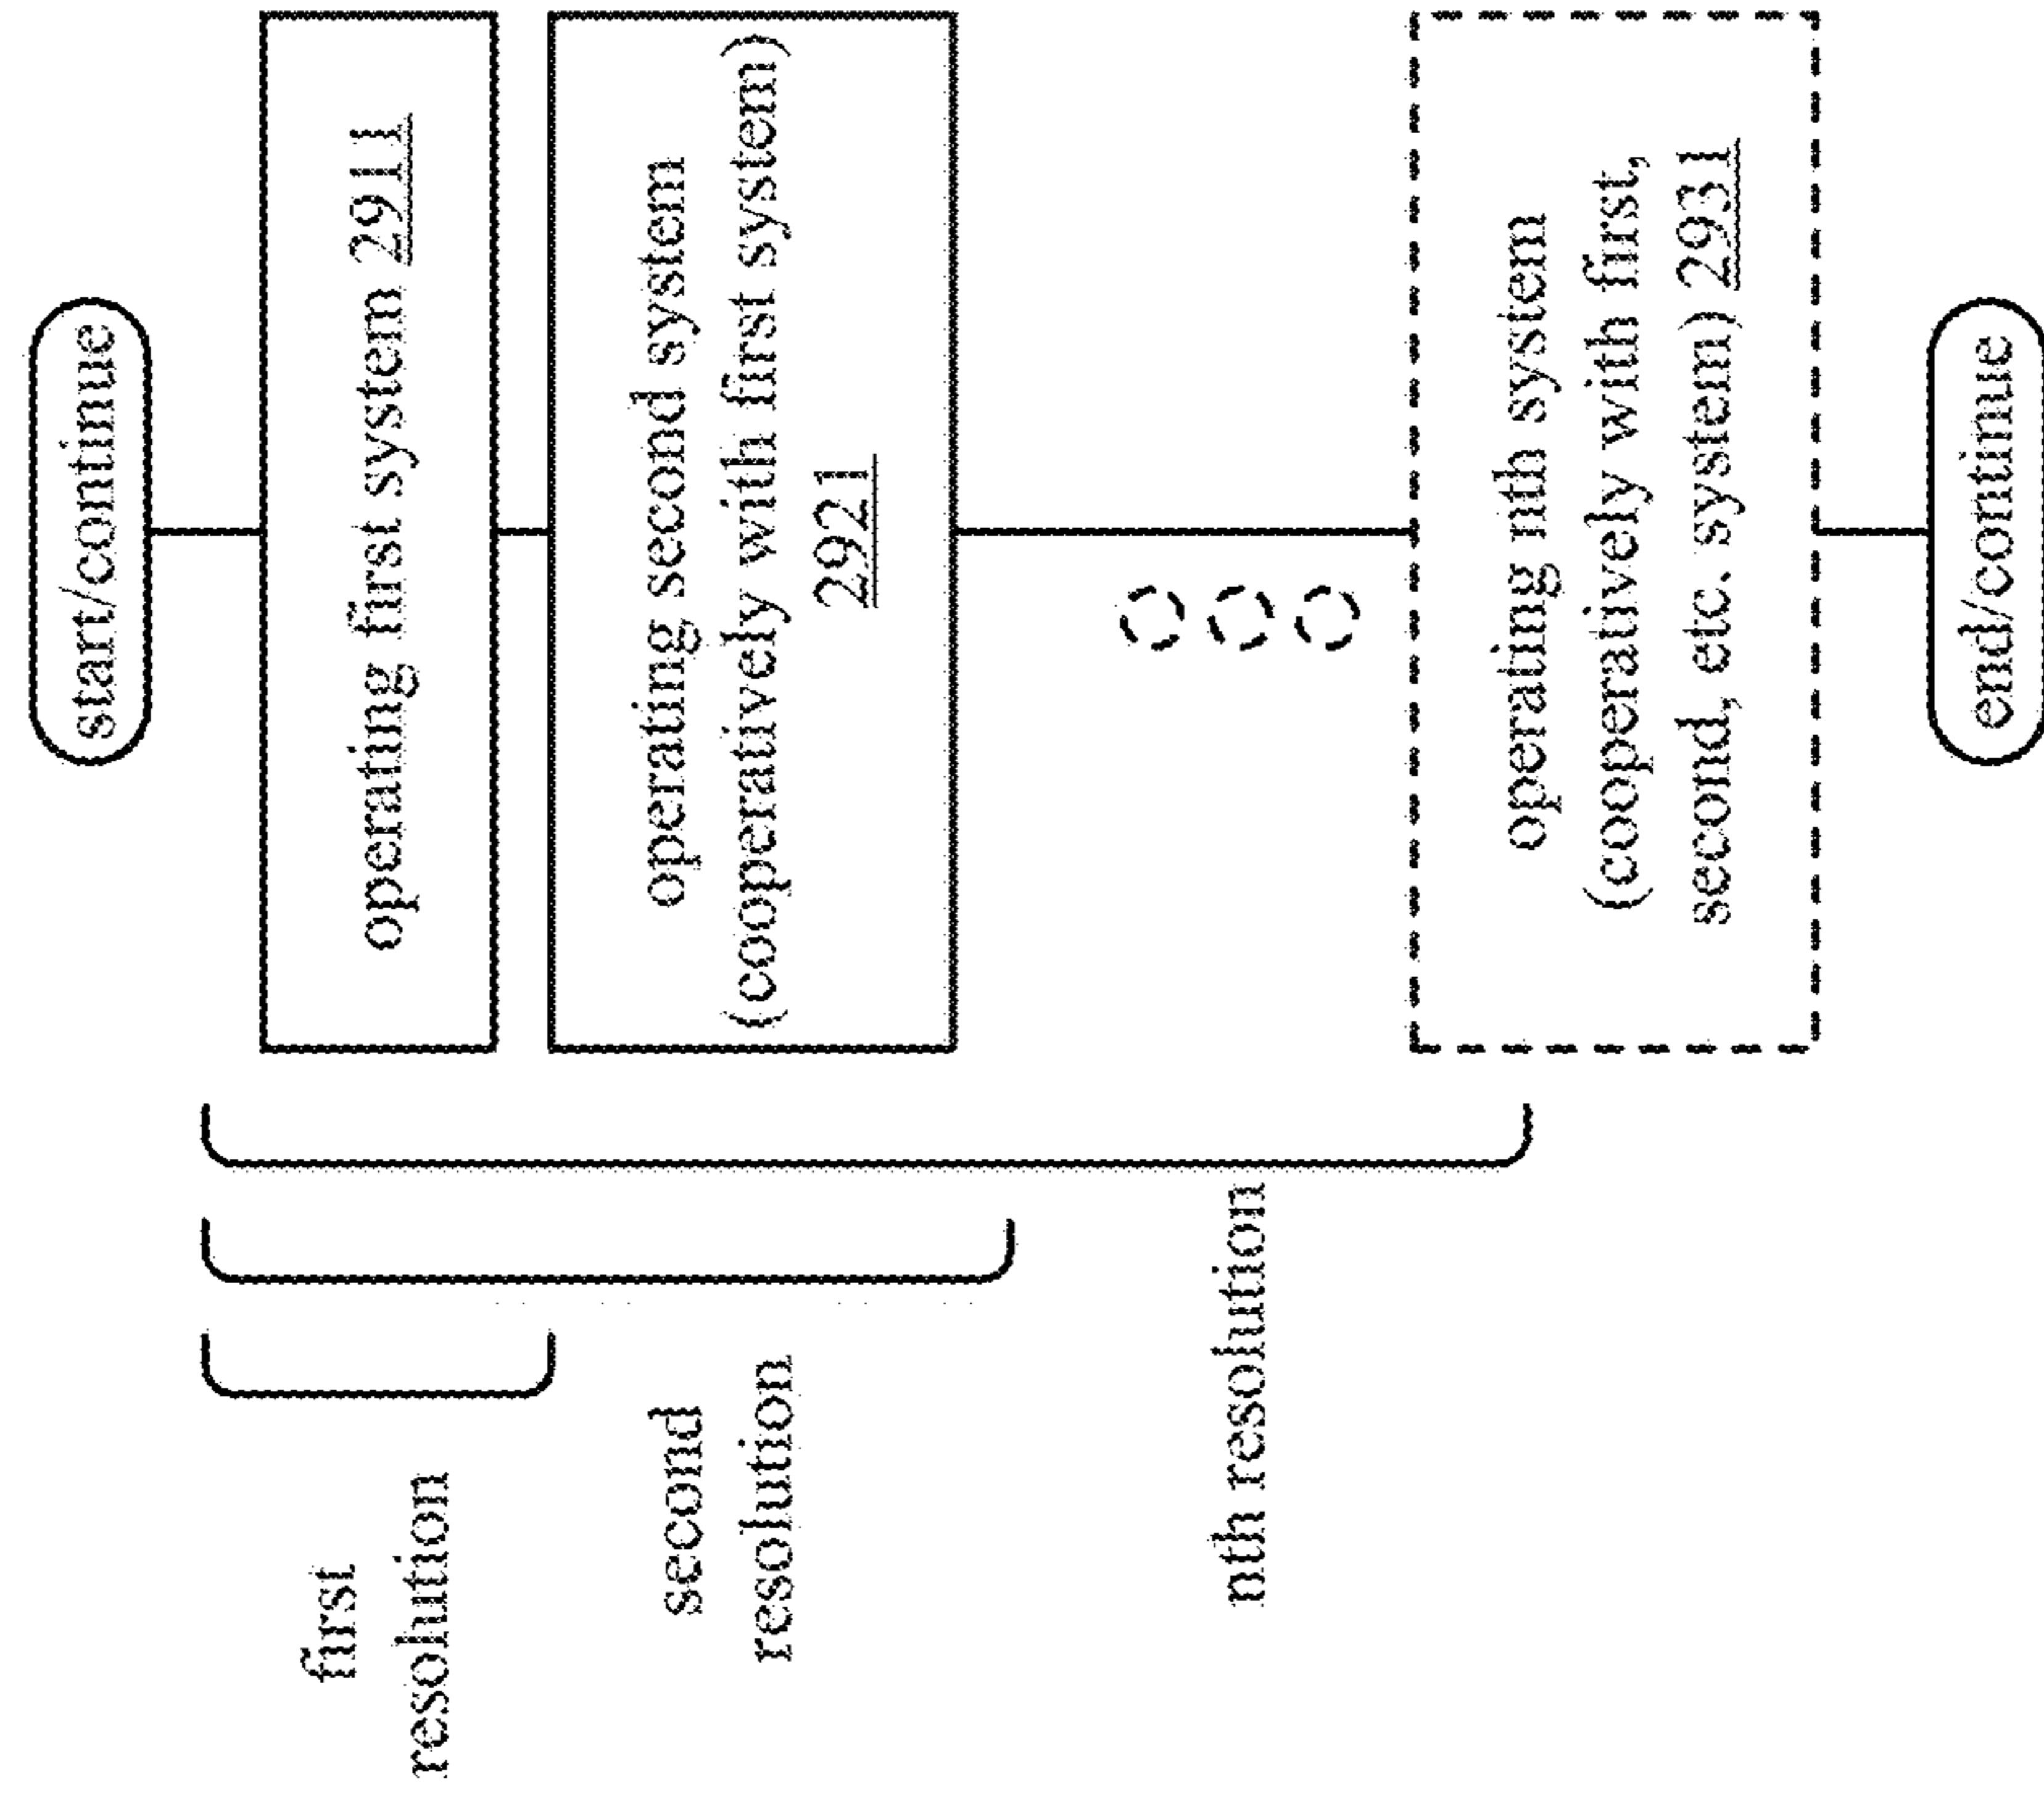 start/continue
operating first system 2911
operating second system
(cooperatively with first system)
2921
operating nth system
(cooperatively with first,
second, etc. system) 2931
end/continue
first
resolution
second
resolution
nth resolution